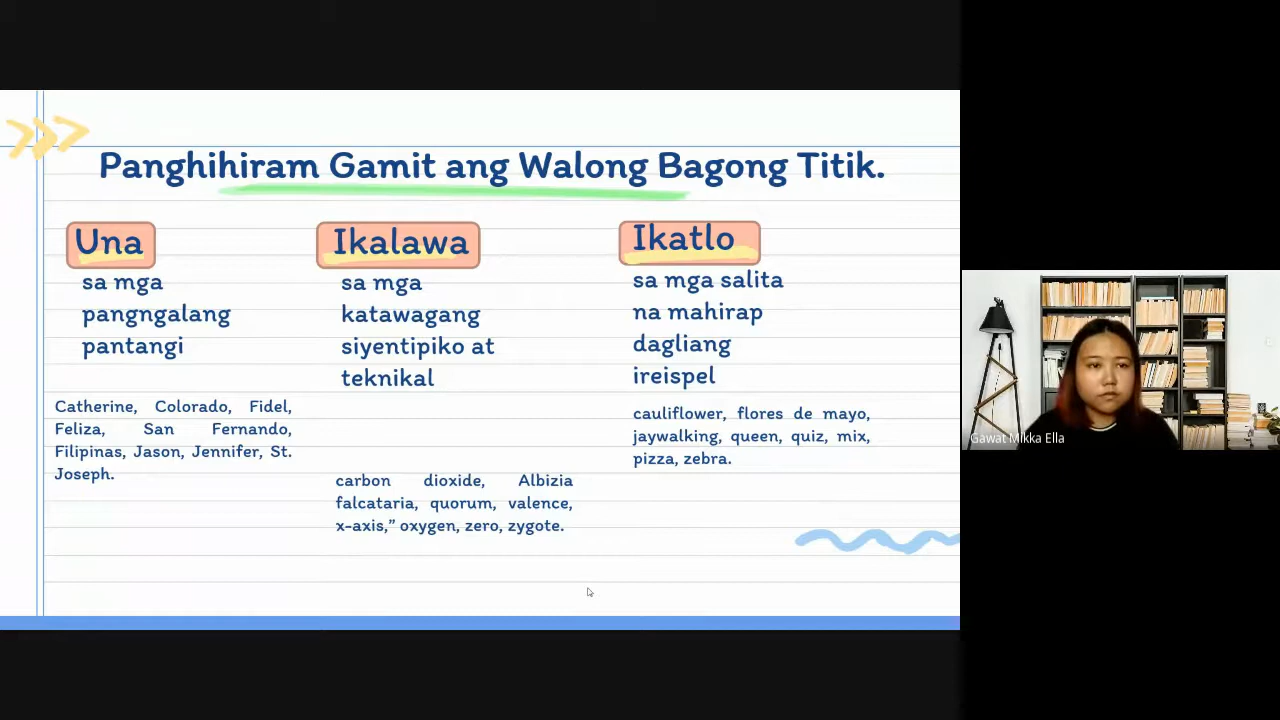 Panghihiram Gamit ang Walong Bagong Titik.
Una
sa mga
pangngalang
pantangi
Catherine, Colorado, Fidel,
Feliza, San Fernando,
Filipinas, Jason, Jennifer, St.
Joseph.
Ikalawa
sa mga
katawagang
siyentipiko at
teknikal
carbon dioxide, Albizia
falcataria, quorum, valence,
x-axis,” oxygen, zero, zygote.
Ikatlo
sa mga salita
na mahirap
dagliang
ireispel
cauliflower, flores de mayo,
jaywalking, queen, quiz, mix,
pizza, zebra.
Gawat Mikka Ella